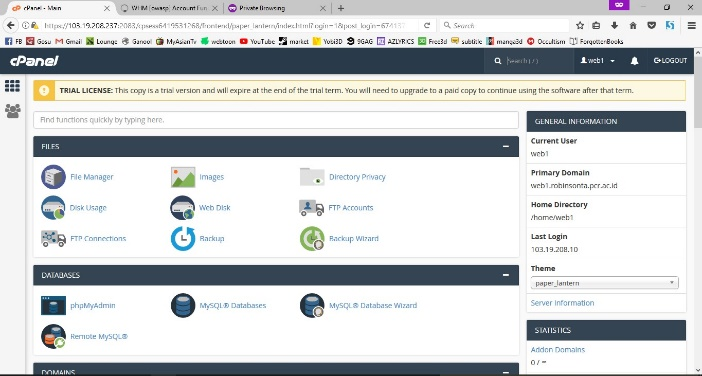 cPanel - Main
WHM [ewasp] Account Fun
Private Browsing
https://103.19.208.237:2083/cpsess6419531268/frontend/paper_lantern/index.html?login=1&post_login=674137
Search
FB
Gesu
Gmail
Lounge
Ganool
MyAsianTv
webtoon
YouTube
market
Yobi3D
9GAG
AZLYRICS
Free3d
subtitle
manga3d
Occultism
ForgottenBooks
cPanel
Search ( / )
web1
LOGOUT
TRIAL LICENSE: This copy is a trial version and will expire at the end of the trial term. You will need to upgrade to a paid copy to continue using the software after that term.
Find functions quickly by typing here.
FILES
File Manager
Images
Directory Privacy
Disk Usage
Web Disk
FTP Accounts
FTP Connections
Backup
Backup Wizard
DATABASES
phpMyAdmin
MySQL® Databases
MySQL® Database Wizard
Remote MySQL®
DOMAINS
GENERAL INFORMATION
Current User
web1
Primary Domain
web1.robinsonta.pcr.ac.id
Home Directory
/home/web1
Last Login
103.19.208.10
Theme
paper_lantern
Server Information
STATISTICS
Addon Domains
0 / ∞